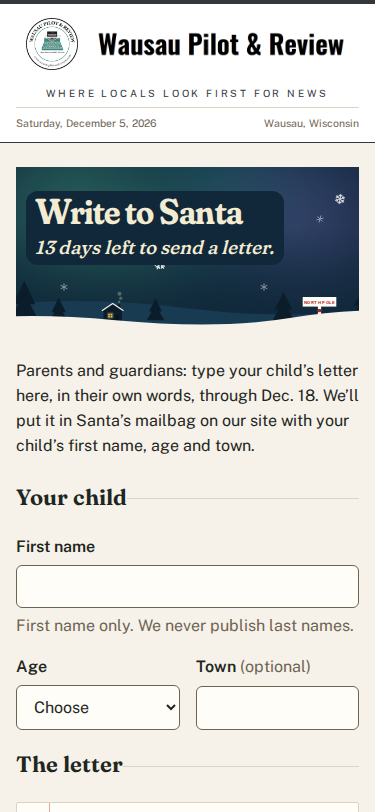 WAUSAU PILOT & REVIEW
Wausau Pilot & Review
WHERE LOCALS LOOK FIRST FOR NEWS
Saturday, December 5, 2026
Wausau, Wisconsin
Write to Santa
13 days left to send a letter.
NORTH POLE
Parents and guardians: type your child’s letter
here, in their own words, through Dec. 18. We’ll
put it in Santa’s mailbag on our site with your
child’s first name, age and town.
Your child
First name
First name only. We never publish last names.
Age
Town (optional)
Choose
The letter